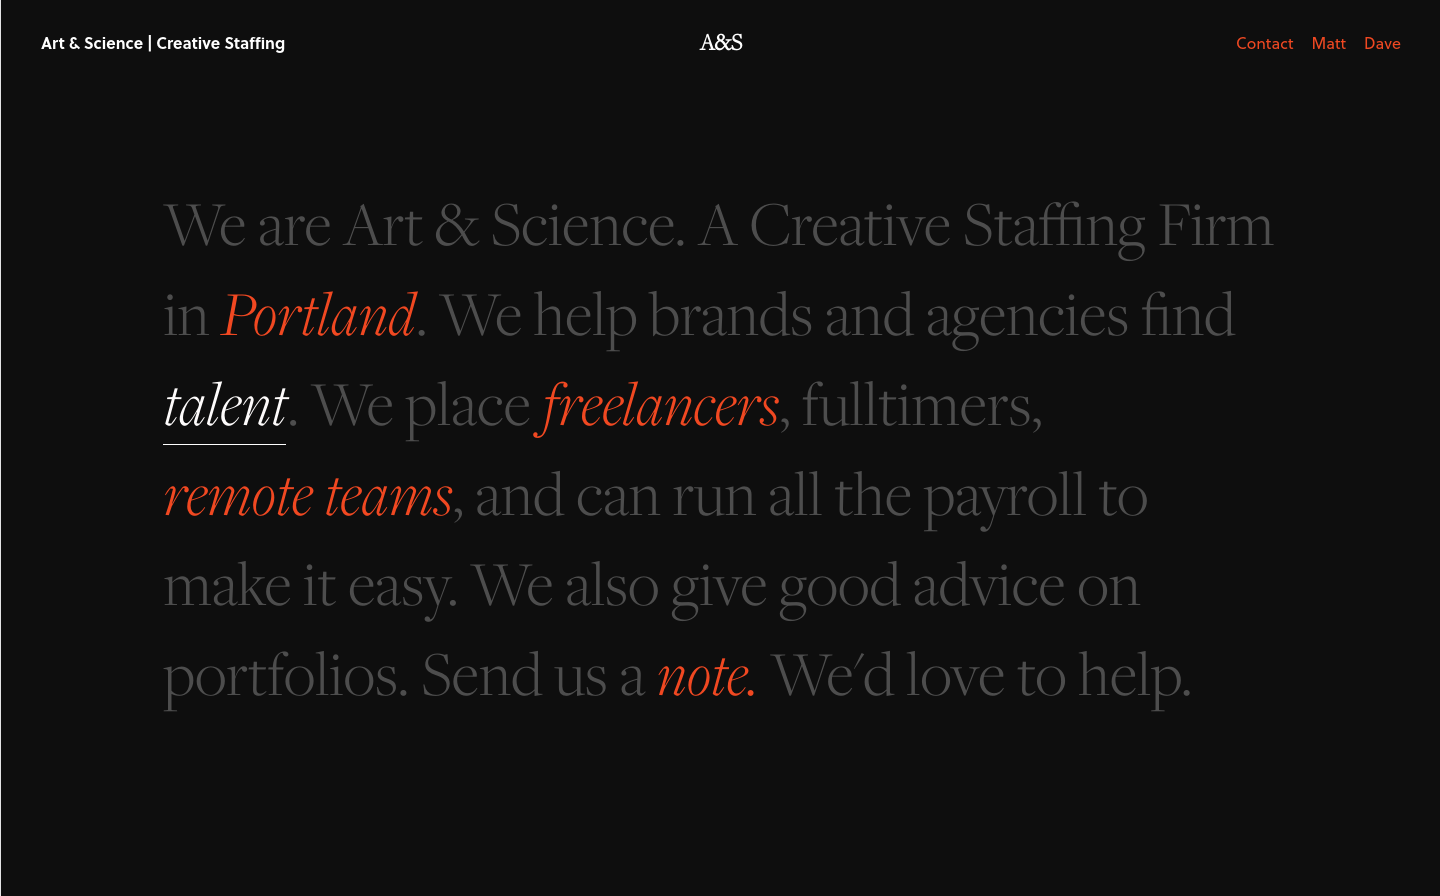 Art & Science | Creative Staffing
A&S
Contact Matt Dave
We are Art & Science. A Creative Staffing Firm
in Portland. We help brands and agencies find
talent. We place freelancers, fulltimers,
remote teams, and can run all the payroll to
make it easy. We also give good advice on
portfolios. Send us a note. We'd love to help.